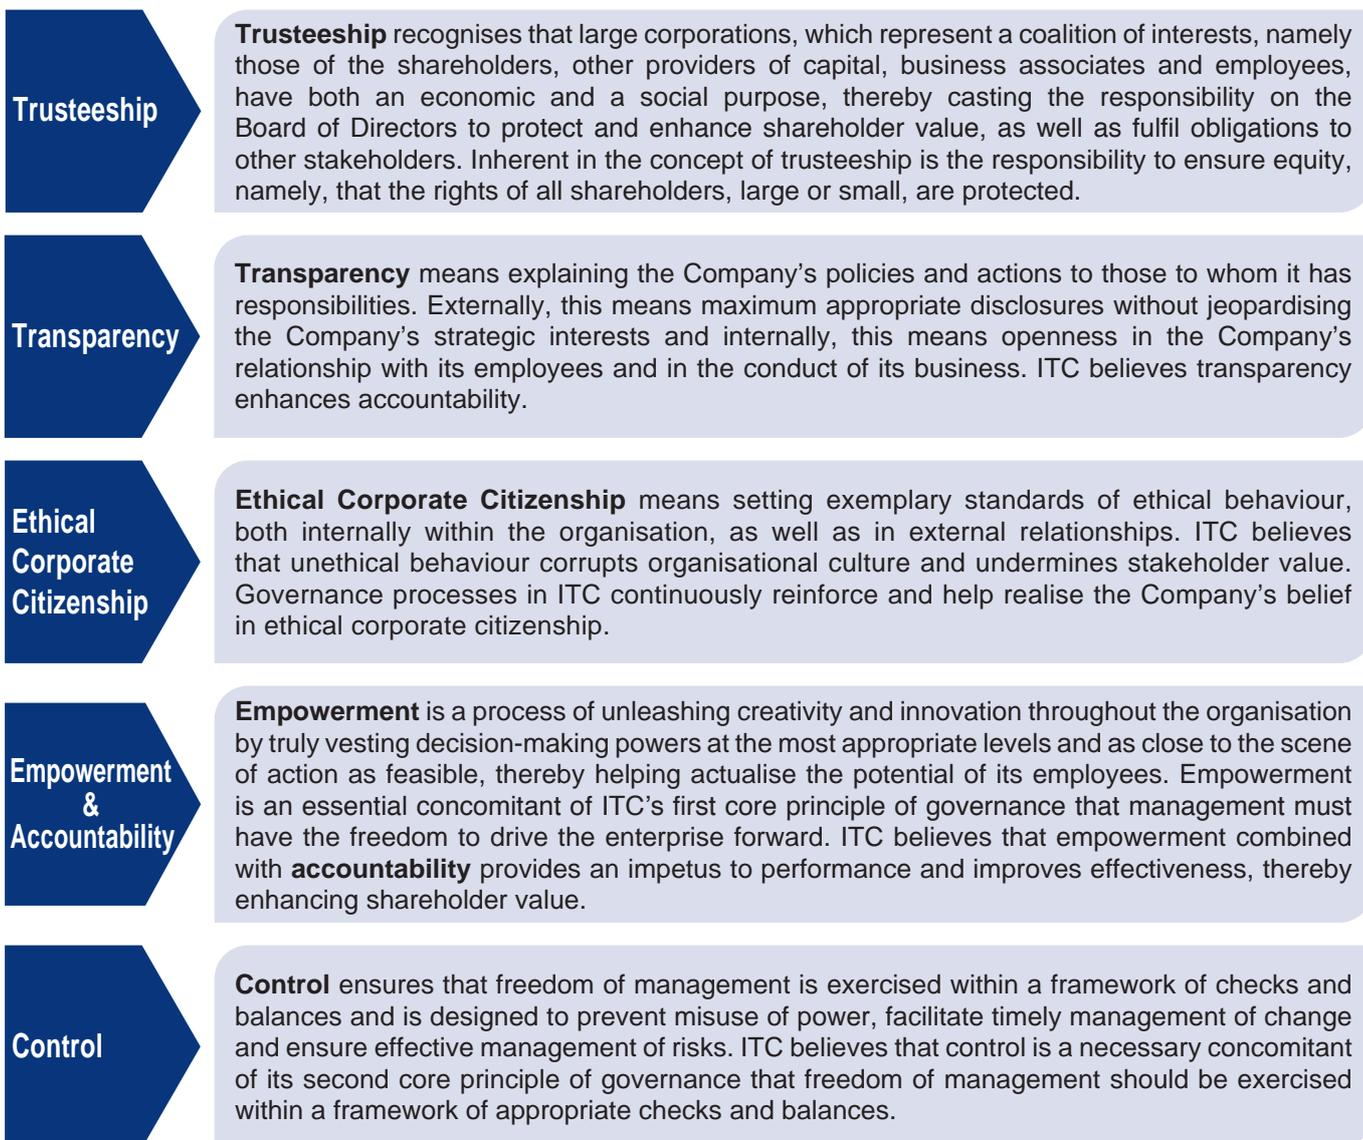 Trusteeship
Trusteeship recognises that large corporations, which represent a coalition of interests, namely
those of the shareholders, other providers of capital, business associates and employees,
have both an economic and a social purpose, thereby casting the responsibility on the
Board of Directors to protect and enhance shareholder value, as well as fulfil obligations to
other stakeholders. Inherent in the concept of trusteeship is the responsibility to ensure equity,
namely, that the rights of all shareholders, large or small, are protected.
Transparency
Transparency means explaining the Company’s policies and actions to those to whom it has
responsibilities. Externally, this means maximum appropriate disclosures without jeopardising
the Company’s strategic interests and internally, this means openness in the Company’s
relationship with its employees and in the conduct of its business. ITC believes transparency
enhances accountability.
Ethical
Corporate
Citizenship
Ethical Corporate Citizenship means setting exemplary standards of ethical behaviour,
both internally within the organisation, as well as in external relationships. ITC believes
that unethical behaviour corrupts organisational culture and undermines stakeholder value.
Governance processes in ITC continuously reinforce and help realise the Company’s belief
in ethical corporate citizenship.
Empowerment
&
Accountability
Empowerment is a process of unleashing creativity and innovation throughout the organisation
by truly vesting decision-making powers at the most appropriate levels and as close to the scene
of action as feasible, thereby helping actualise the potential of its employees. Empowerment
is an essential concomitant of ITC’s first core principle of governance that management must
have the freedom to drive the enterprise forward. ITC believes that empowerment combined
with accountability provides an impetus to performance and improves effectiveness, thereby
enhancing shareholder value.
Control
Control ensures that freedom of management is exercised within a framework of checks and
balances and is designed to prevent misuse of power, facilitate timely management of change
and ensure effective management of risks. ITC believes that control is a necessary concomitant
of its second core principle of governance that freedom of management should be exercised
within a framework of appropriate checks and balances.